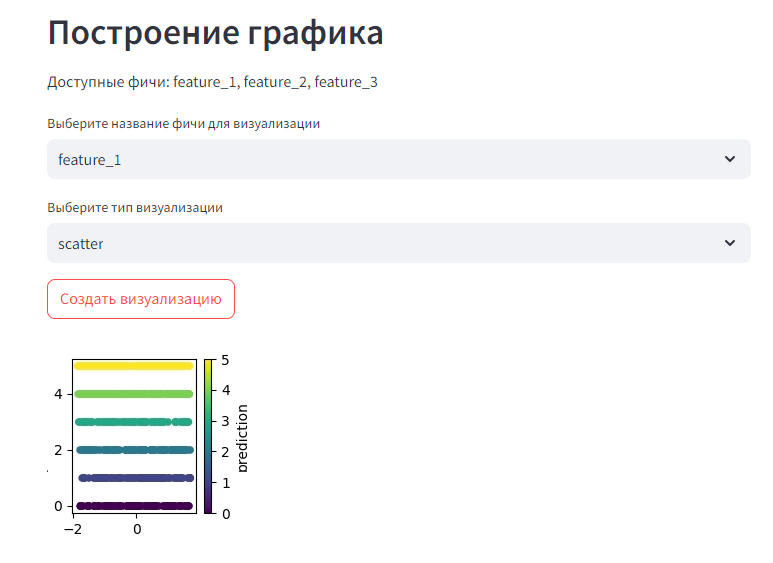 Построение графика
Доступные фичи: feature_1, feature_2, feature_3
Выберите название фичи для визуализации
feature_1
Выберите тип визуализации
scatter
Создать визуализацию
5
4
4
3
2
2
1
0
0
−2
0
prediction